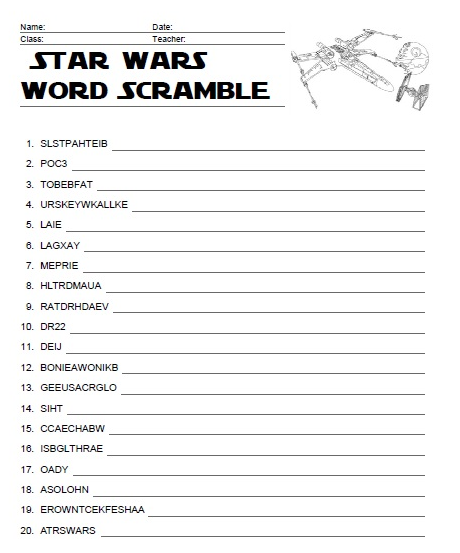 Name: Date:
Class: Teacher:
STAR WARS
WORD SCRAMBLE
1. SLSTPAHTEIB
2. POC3
3. TOBEBFAT
4. URSKEYWKALLKE
5. LAIE
6. LAGXAY
7. MEPRIE
8. HLTRDMAUA
9. RATDRHDAEV
10. DR22
11. DEIJ
12. BONIEAWONIKB
13. GEEUSACRGLO
14. SIHT
15. CCAECHABW
16. ISBGLTHRAE
17. OADY
18. ASOLOHN
19. EROWNTCEKFESHAA
20. ATRSWARS